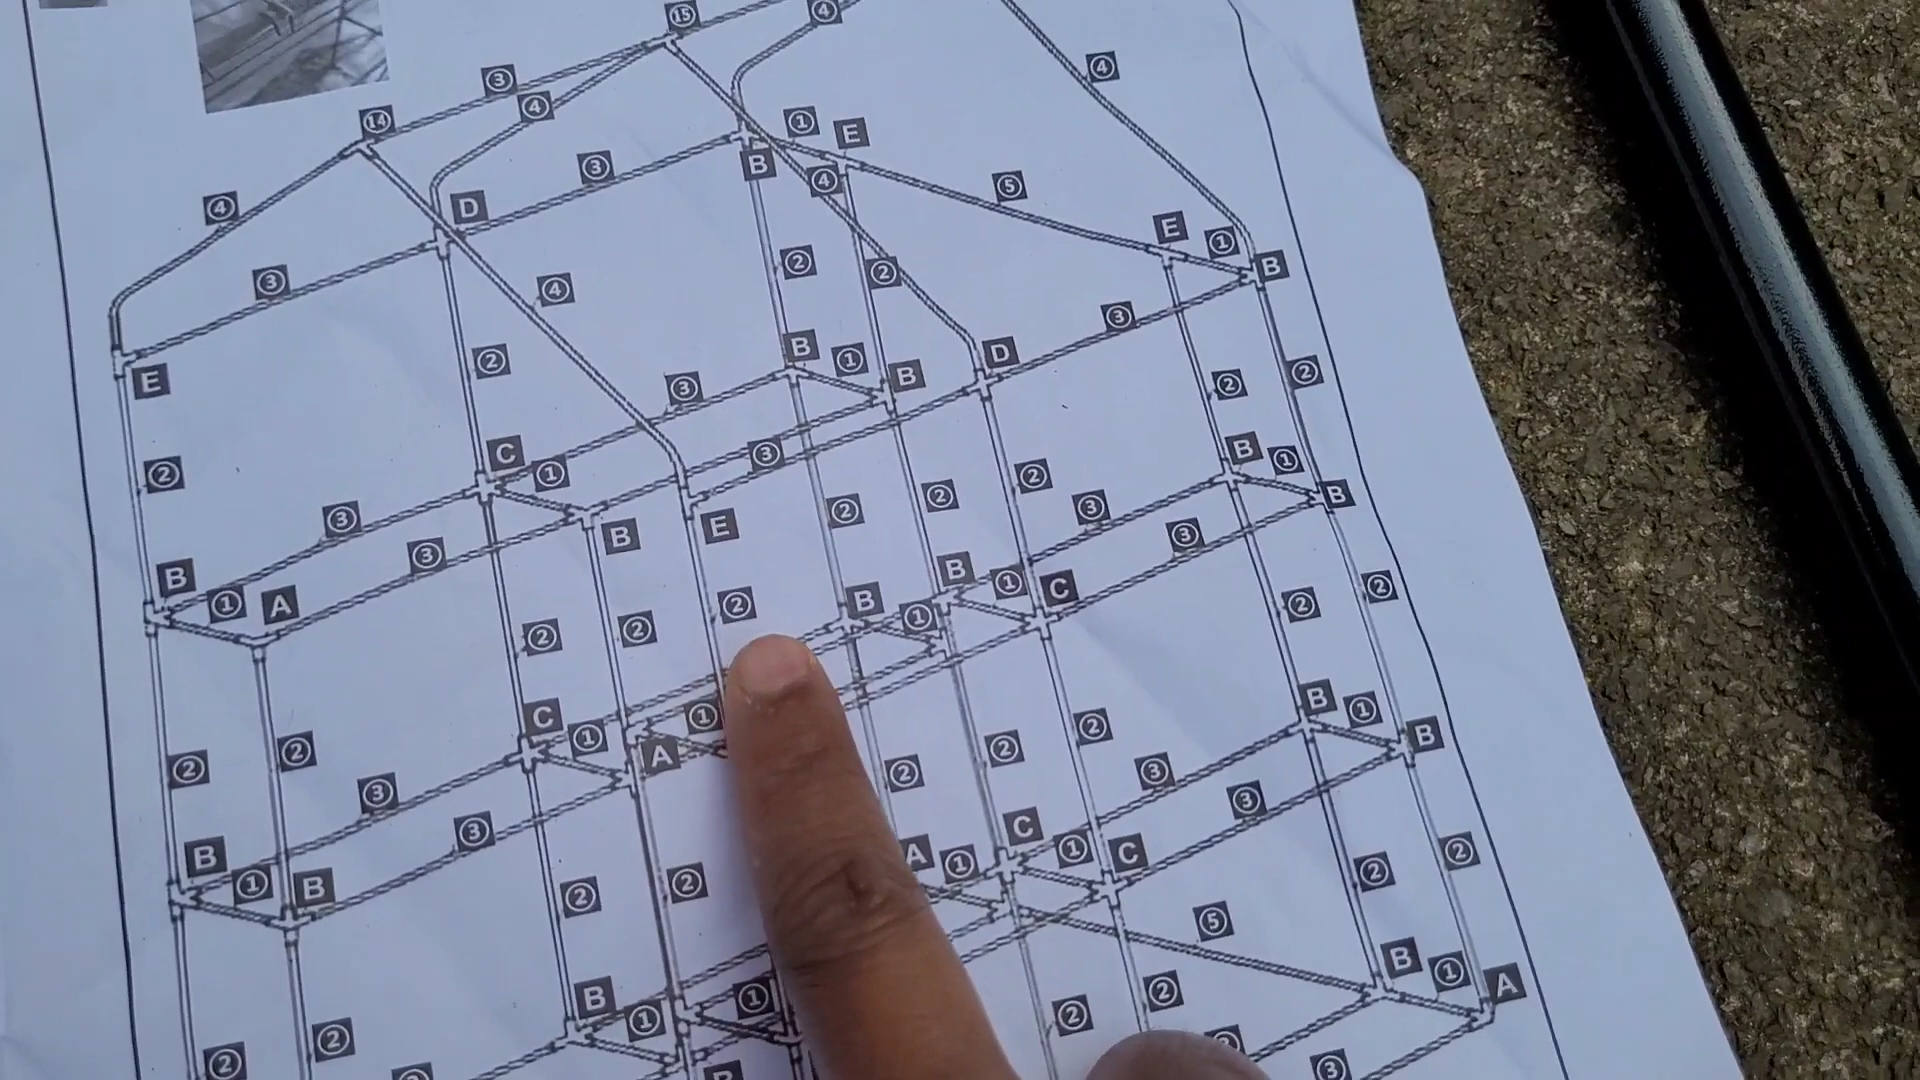 ⑮ ④
③ ④ ④
⑭ ① E
B
③ ④ ⑤
④ D E ① B
② ②
③ ④ ③
B ① B D
E ② ③ ② ②
C ① ③ B ① B
② ③ ② ② ② ③
③ B E ③
B ① A ② B ① C ②
② ② B ① ②
C ① ① B ① B
② ② A ② ② ②
③ ② ③
③ C ① C ③
B ① B ② A ① ② ②
② ⑤
B ① ① B ① A
② ② ② ②
② ③